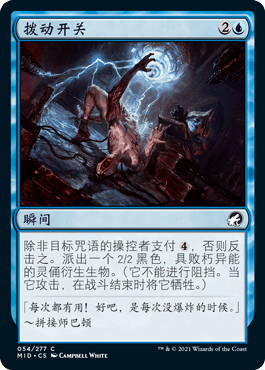 拨动开关 2
瞬间
除非目标咒语的操控者支付 4，否则反
击之。派出一个 2/2 黑色，具败朽异能
的灵俑衍生生物。（它不能进行阻挡。当
它攻击，在战斗结束时将它牺牲。）
「每次都有用！好吧，是每次没爆炸的时候。」
～拼接师巴顿
054/277 C
MID • CS CAMPBELL WHITE
™ & © 2021 Wizards of the Coast